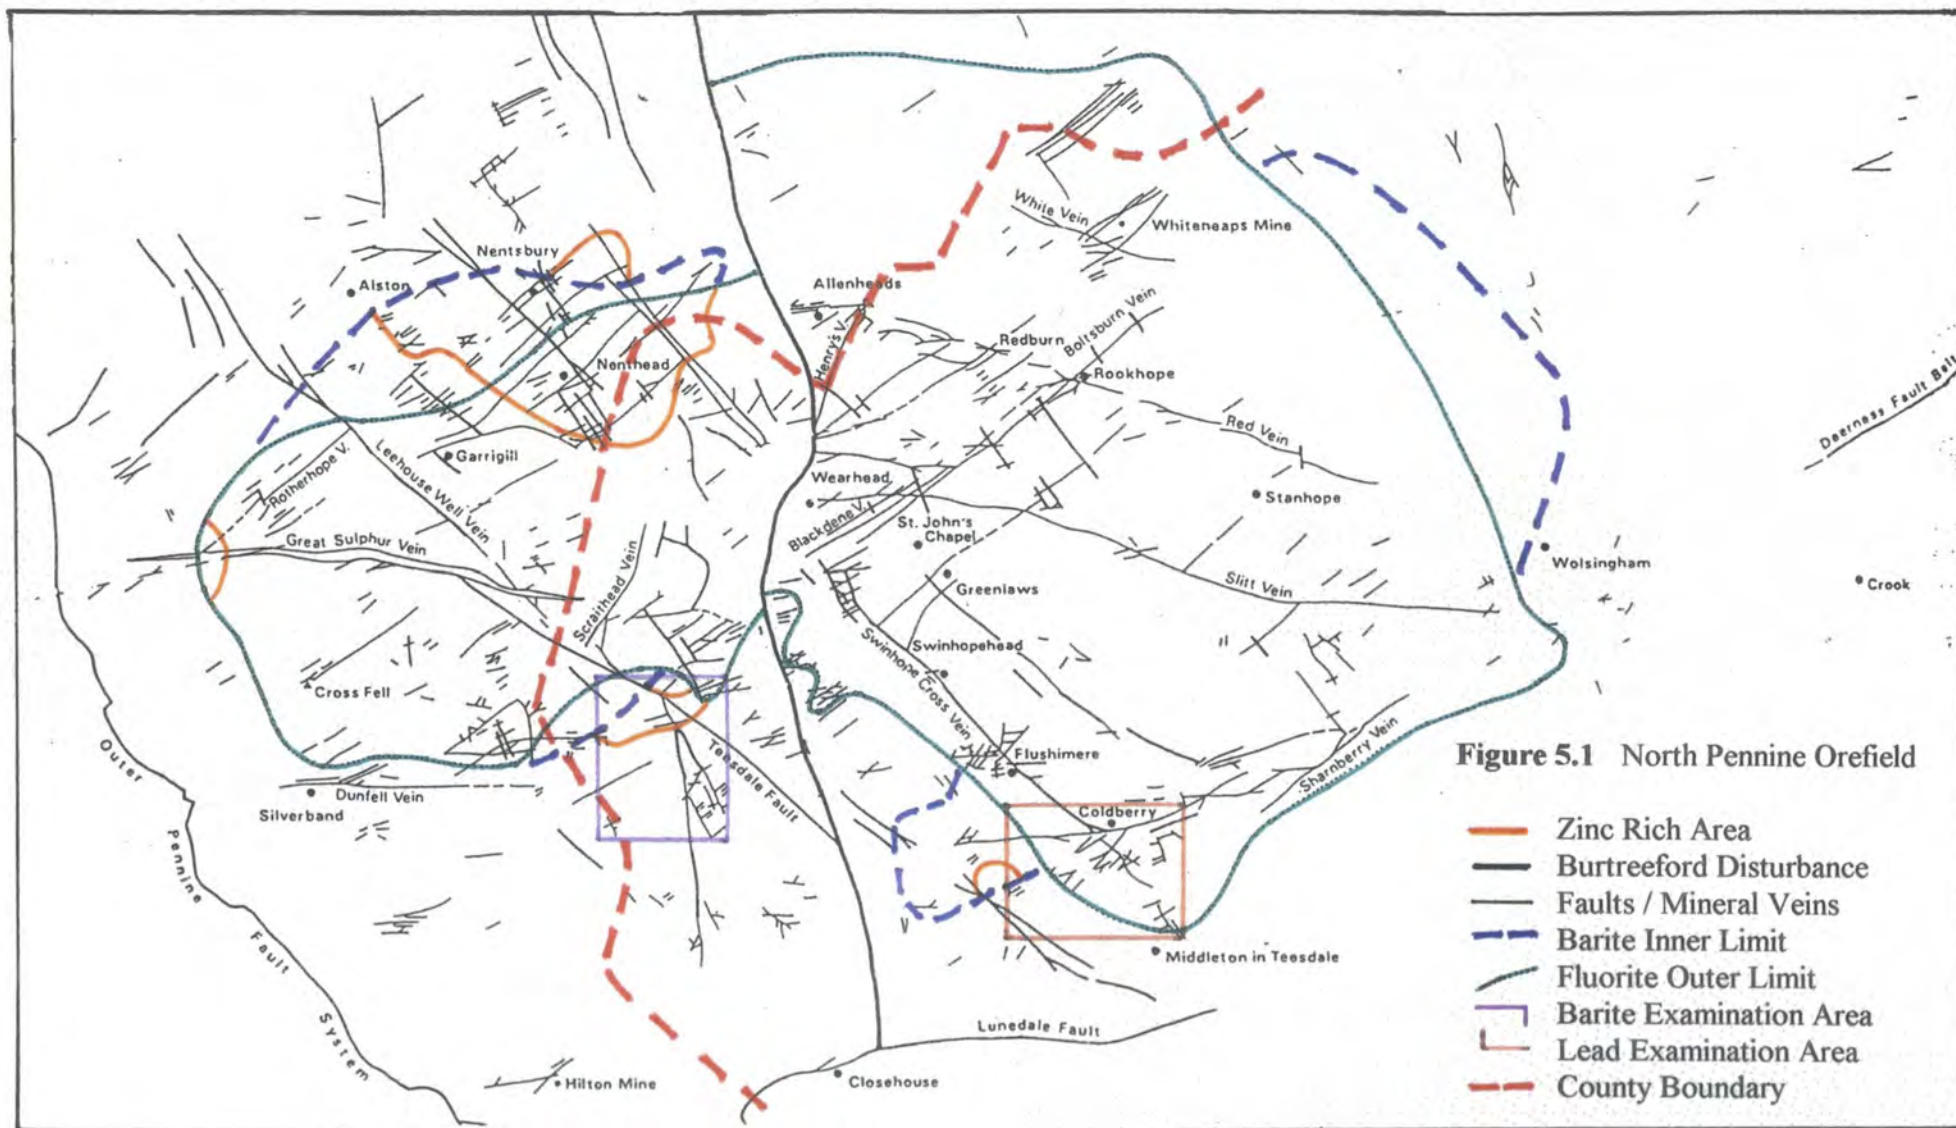 White Vein
Whiteheaps Mine
Nentsbury
Alston
Allenheads
Henry's V.
Redburn
Boltsburn Vein
Nenthead
Rookhope
Deerness Fault Belt
Red Vein
Garrigill
Rotherhope V.
Leehouse Well Vein
Wearhead
Stanhope
Blackdene V.
St. John's
Chapel
Great Sulphur Vein
Scraithead Vein
Wolsingham
Slitt Vein
Crook
Greenlaws
Swinhopehead
Swinhope Cross Vein
Cross Fell
Sharnberry Vein
Flushimere
Teesdale Fault
Dunfell Vein
Silverband
Coldberry
Middleton in Teesdale
Outer Pennine Fault System
Lunedale Fault
Closehouse
Hilton Mine
Figure 5.1 North Pennine Orefield
Zinc Rich Area
Burtreeford Disturbance
Faults / Mineral Veins
Barite Inner Limit
Fluorite Outer Limit
Barite Examination Area
Lead Examination Area
County Boundary